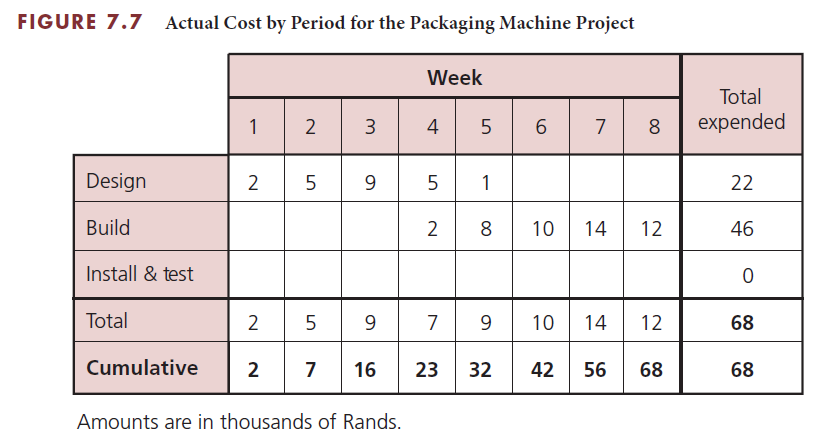 FIGURE 7.7 Actual Cost by Period for the Packaging Machine Project
Week
Total expended
1 2 3 4 5 6 7 8
Design 2 5 9 5 1 22
Build 2 8 10 14 12 46
Install & test 0
Total 2 5 9 7 9 10 14 12 68
Cumulative 2 7 16 23 32 42 56 68 68
Amounts are in thousands of Rands.